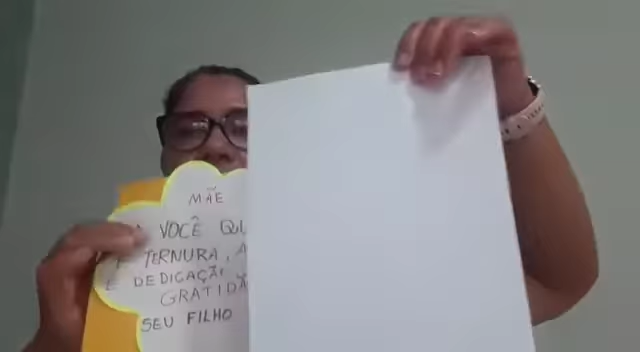 MÃE
VOCÊ QU
TERNURA, A
E DEDICAÇÃ
GRATIDÃ
SEU FILHO